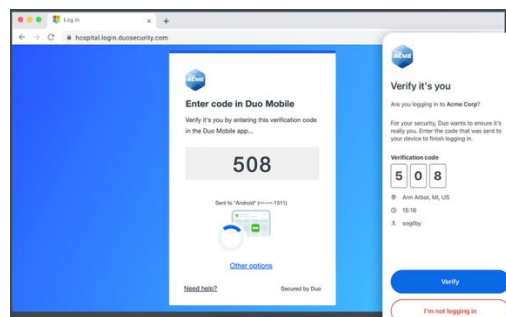 Log in
hospital.login.duosecurity.com
ACME
Enter code in Duo Mobile
Verify it's you by entering this verification code
in the Duo Mobile app...
508
Sent to "Android" (•••-•••-1311)
Other options
Need help?
Secured by Duo
ACME
Verify it's you
Are you logging in to Acme Corp?
For your security, Duo wants to ensure it's
really you. Enter the code that was sent to
your device to finish logging in.
Verification code
5 0 8
Ann Arbor, MI, US
15:18
sogilby
Verify
I'm not logging in